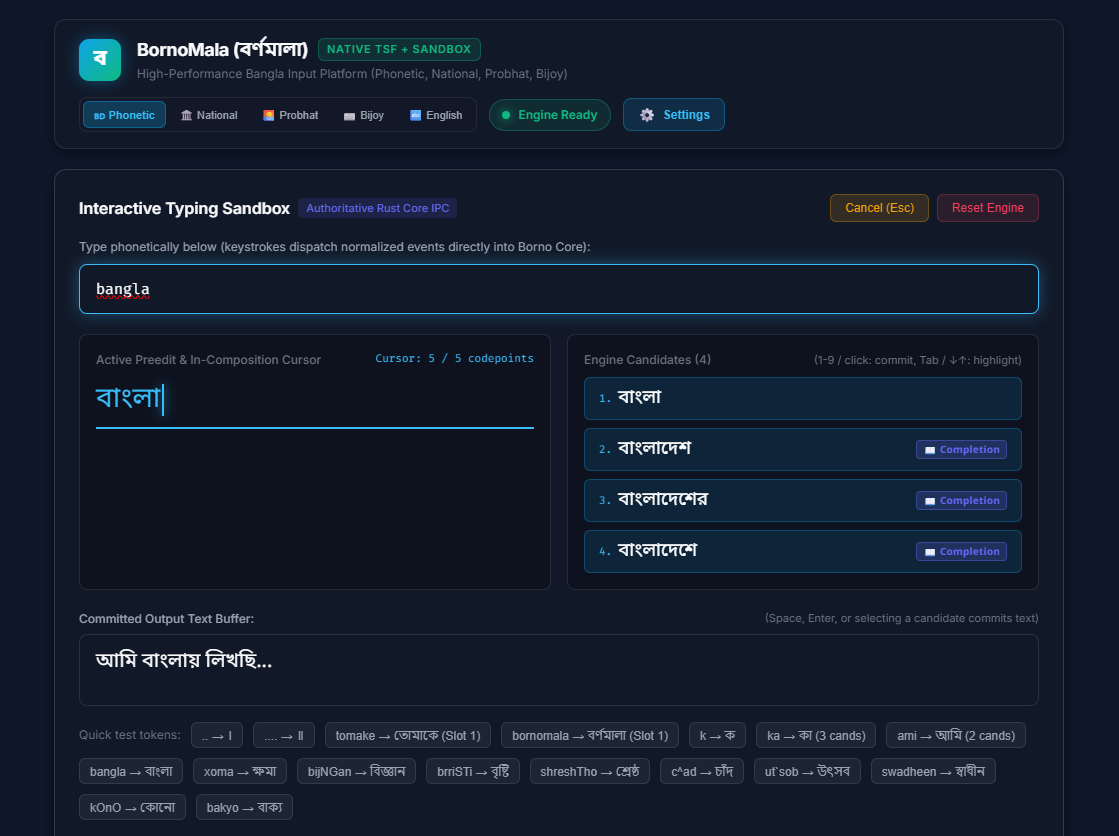 ব
BornoMala (বর্ণমালা) NATIVE TSF + SANDBOX
High-Performance Bangla Input Platform (Phonetic, National, Probhat, Bijoy)
BD Phonetic National Probhat Bijoy abc English Engine Ready Settings
Interactive Typing Sandbox Authoritative Rust Core IPC Cancel (Esc) Reset Engine
Type phonetically below (keystrokes dispatch normalized events directly into Borno Core):
bangla
Active Preedit & In-Composition Cursor Cursor: 5 / 5 codepoints
বাংলা
Engine Candidates (4) (1-9 / click: commit, Tab / ↓↑: highlight)
1. বাংলা
2. বাংলাদেশ Completion
3. বাংলাদেশের Completion
4. বাংলাদেশে Completion
Committed Output Text Buffer: (Space, Enter, or selecting a candidate commits text)
আমি বাংলায় লিখছি...
Quick test tokens: .. → । .... → ॥ tomake → তোমাকে (Slot 1) bornomala → বর্ণমালা (Slot 1) k → ক ka → কা (3 cands) ami → আমি (2 cands)
bangla → বাংলা xoma → ক্ষমা bijNGan → বিজ্ঞান brriSTi → বৃষ্টি shreshTho → শ্রেষ্ঠ c^ad → চাঁদ ut`sob → উৎসব swadheen → স্বাধীন
kOnO → কোনো bakyo → বাক্য